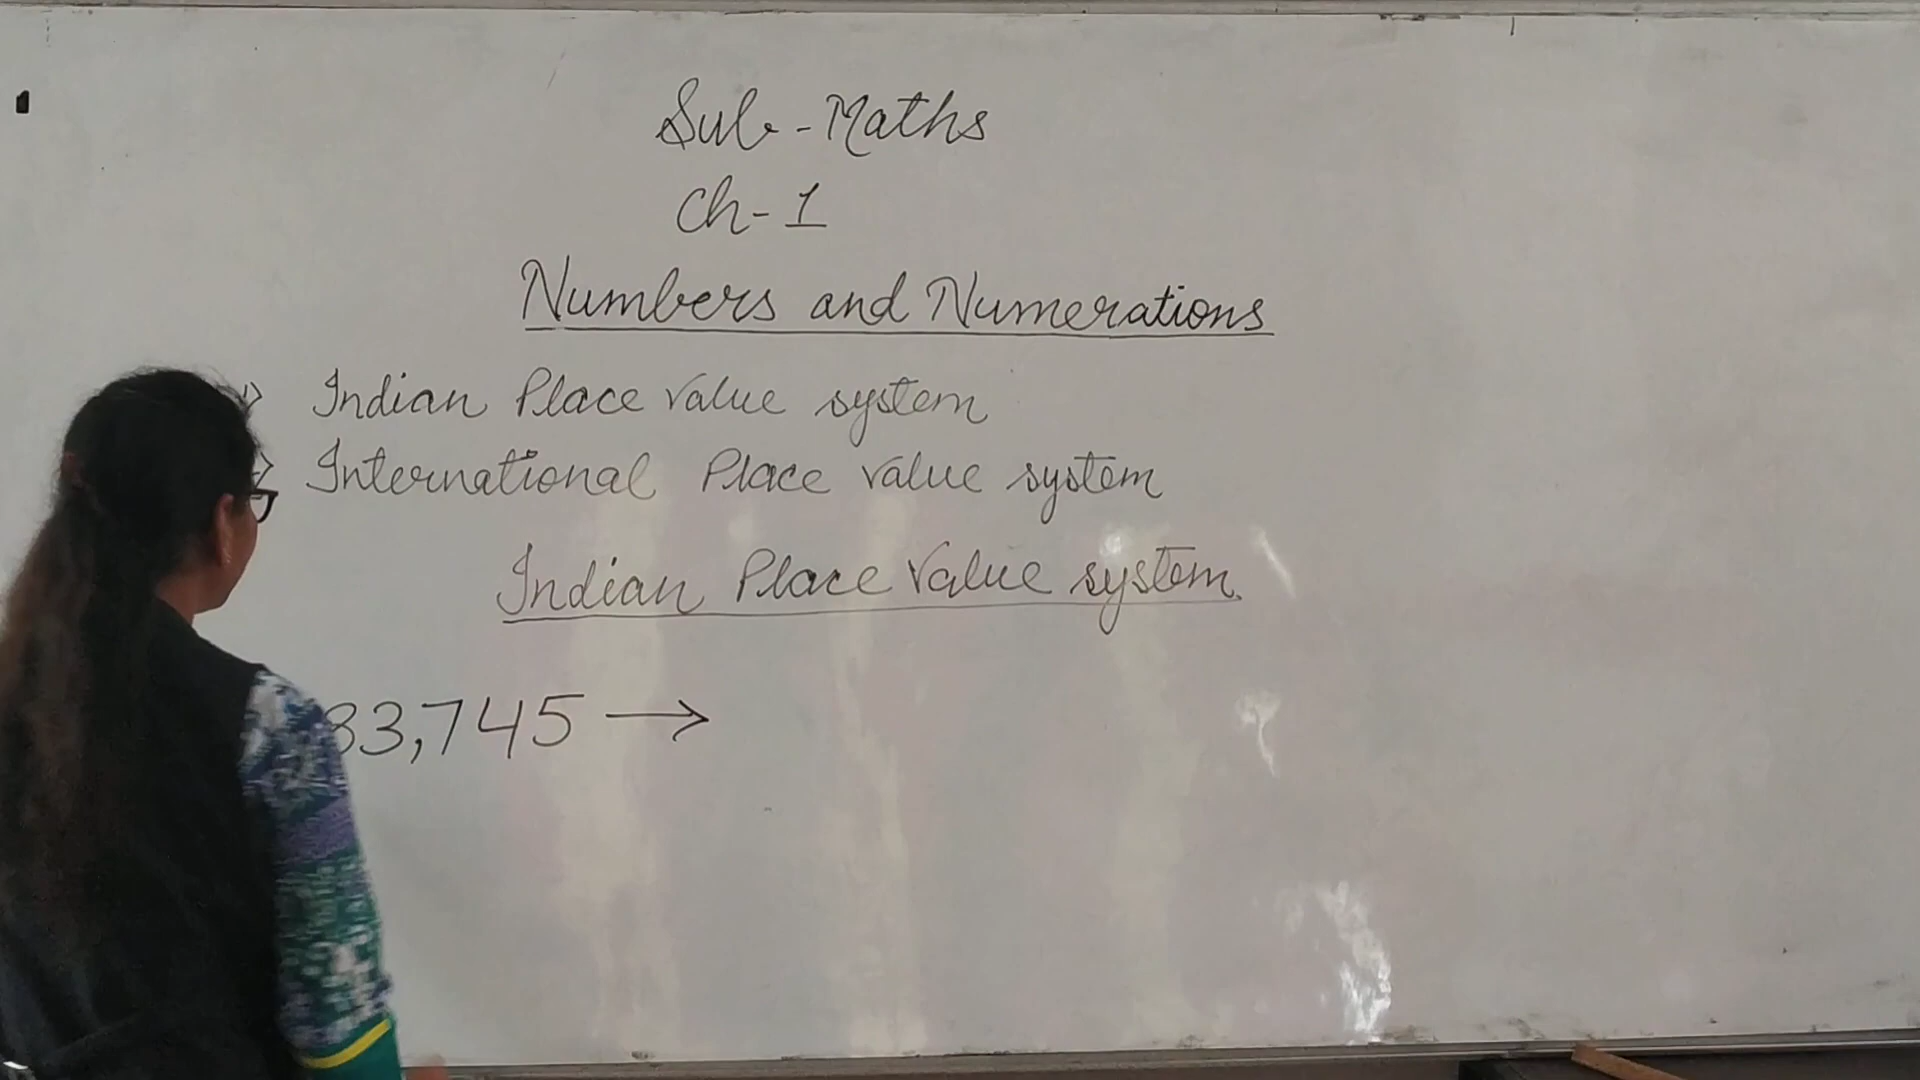 Sub - Maths
Ch - 1
Numbers and Numerations
Indian Place Value system
International Place value system
Indian Place Value system
83,745 →